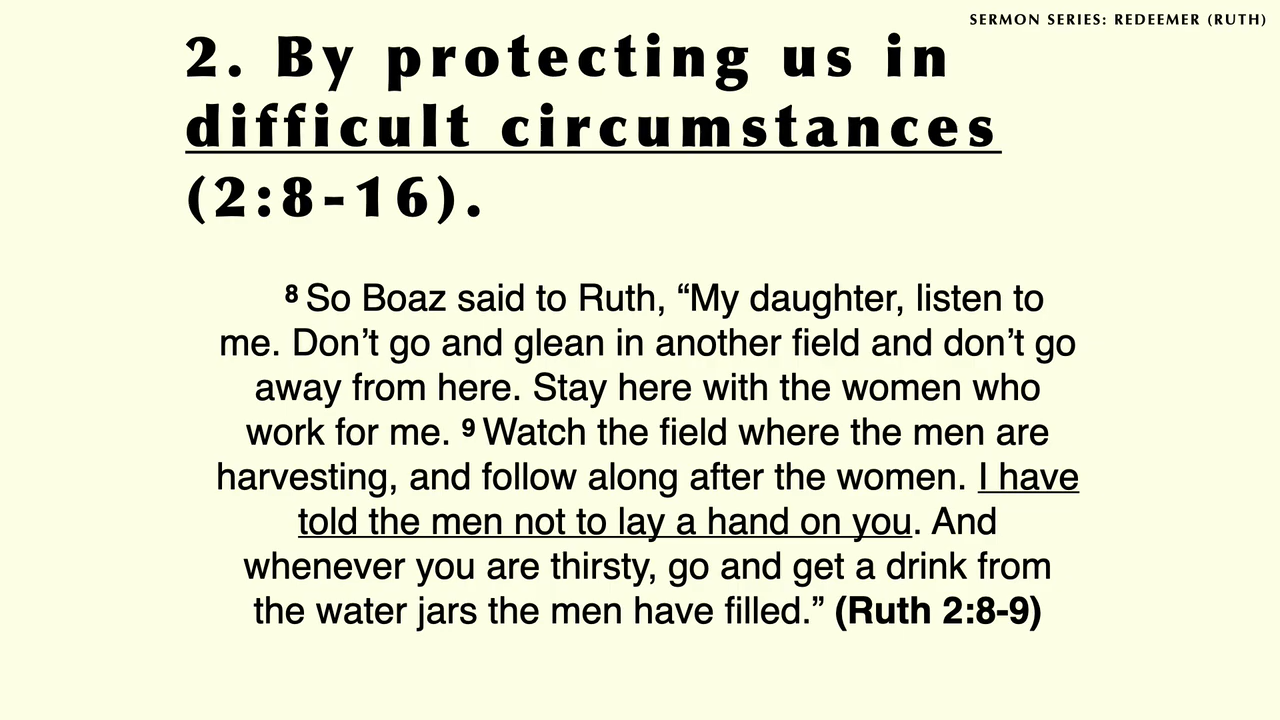 SERMON SERIES: REDEEMER (RUTH)
2. By protecting us in
difficult circumstances
(2:8-16).
⁸ So Boaz said to Ruth, “My daughter, listen to
me. Don’t go and glean in another field and don’t go
away from here. Stay here with the women who
work for me. ⁹ Watch the field where the men are
harvesting, and follow along after the women. I have
told the men not to lay a hand on you. And
whenever you are thirsty, go and get a drink from
the water jars the men have filled.” (Ruth 2:8-9)